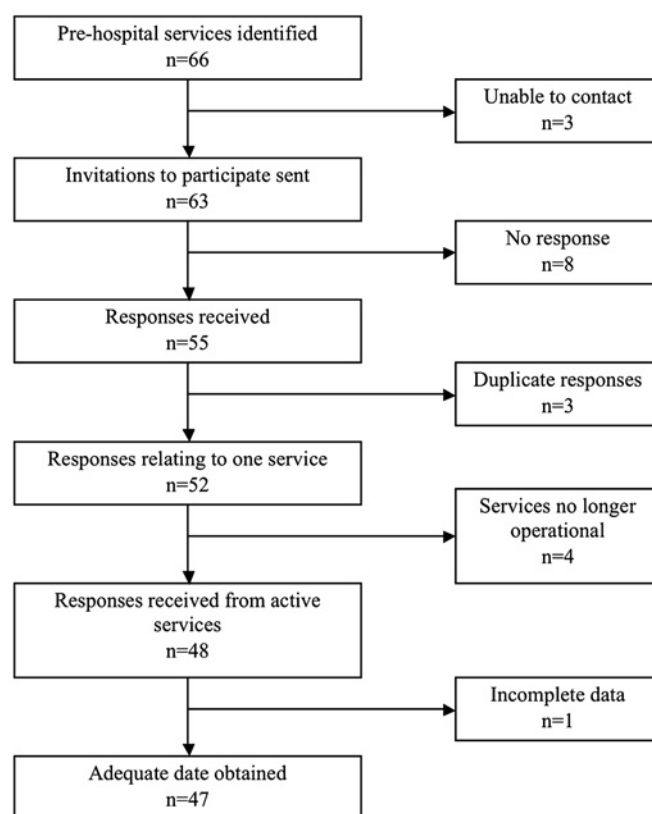 Pre-hospital services identified
n=66
Unable to contact
n=3
Invitations to participate sent
n=63
No response
n=8
Responses received
n=55
Duplicate responses
n=3
Responses relating to one service
n=52
Services no longer
operational
n=4
Responses received from active
services
n=48
Incomplete data
n=1
Adequate date obtained
n=47